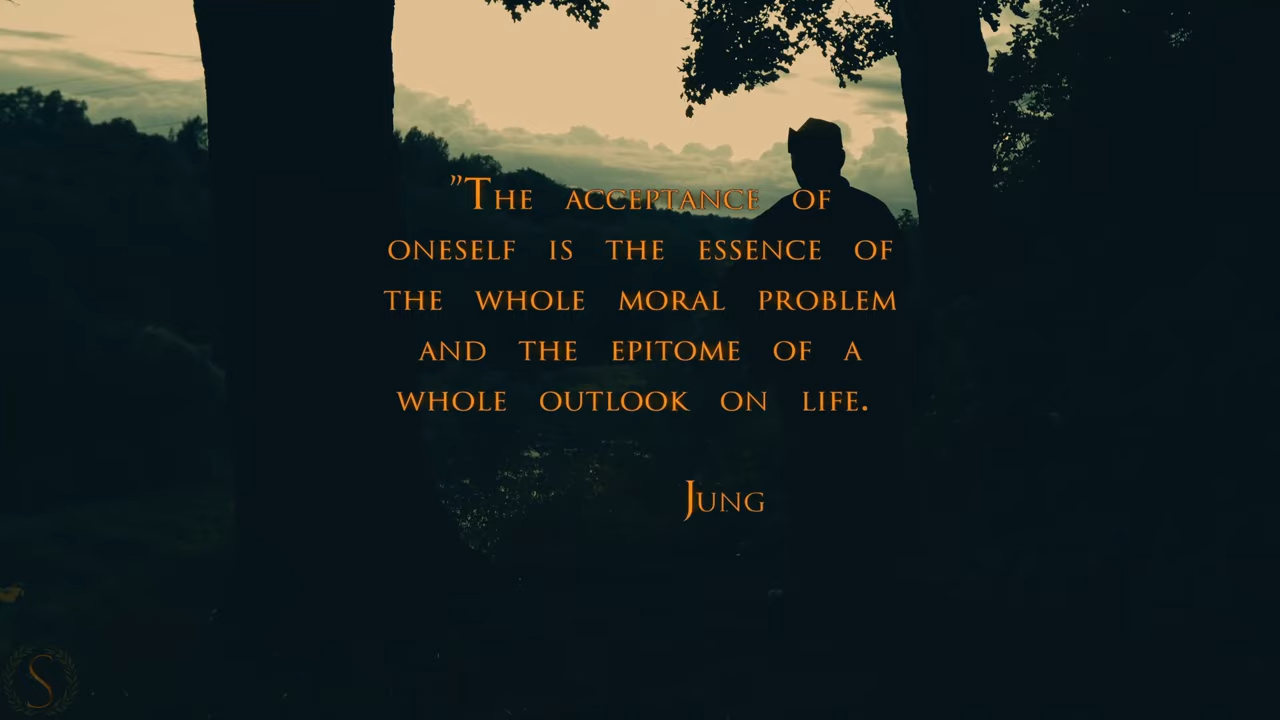 ”The acceptance of
oneself is the essence of
the whole moral problem
and the epitome of a
whole outlook on life.
Jung
S